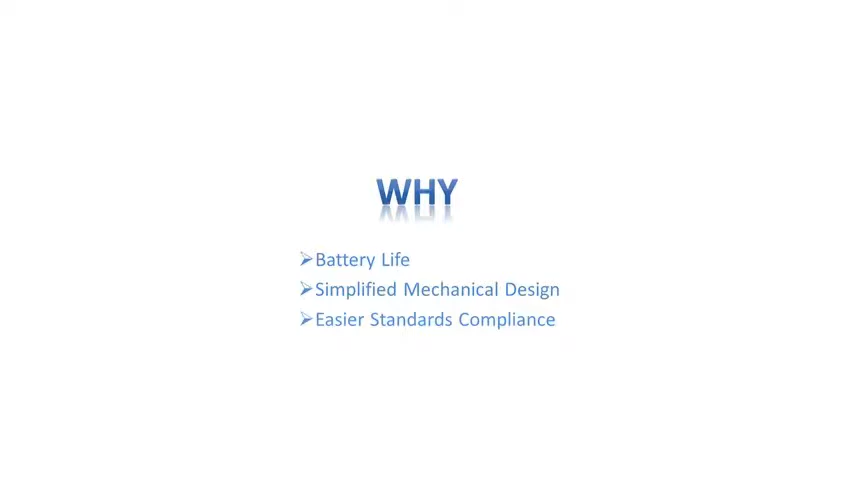 WHY
➢Battery Life
➢Simplified Mechanical Design
➢Easier Standards Compliance